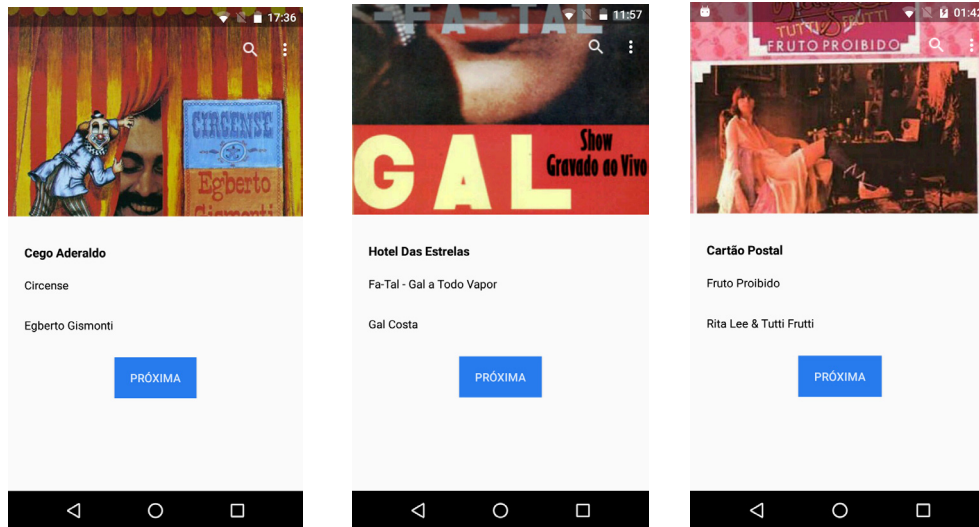 17:36
CIRCENSE
Egberto
Gismonti
Cego Aderaldo
Circense
Egberto Gismonti
PRÓXIMA
11:57
FA-TAL
GAL
Show
Gravado ao Vivo
Hotel Das Estrelas
Fa-Tal - Gal a Todo Vapor
Gal Costa
PRÓXIMA
01:42
TUTTI FRUTTI
FRUTO PROIBIDO
Cartão Postal
Fruto Proibido
Rita Lee & Tutti Frutti
PRÓXIMA